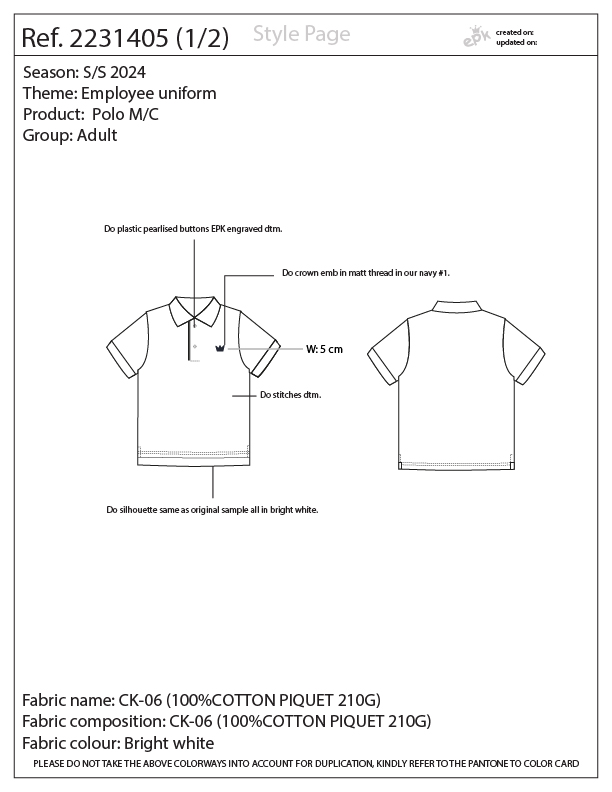 Ref. 2231405 (1/2)
Style Page
epk
created on:
updated on:
Season: S/S 2024
Theme: Employee uniform
Product: Polo M/C
Group: Adult
Do plastic pearlised buttons EPK engraved dtm.
Do crown emb in matt thread in our navy #1.
W: 5 cm
Do stitches dtm.
Do silhouette same as original sample all in bright white.
Fabric name: CK-06 (100%COTTON PIQUET 210G)
Fabric composition: CK-06 (100%COTTON PIQUET 210G)
Fabric colour: Bright white
PLEASE DO NOT TAKE THE ABOVE COLORWAYS INTO ACCOUNT FOR DUPLICATION, KINDLY REFER TO THE PANTONE TO COLOR CARD